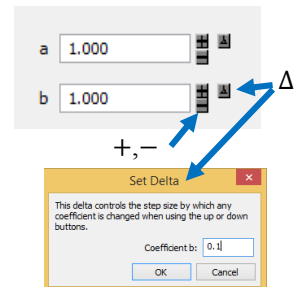 a 1.000 + Δ
−
b 1.000 + Δ Δ
−
+,−
Set Delta ×
This delta controls the step size by which any
coefficient is changed when using the up or down
buttons.
Coefficient b: 0.1
OK Cancel